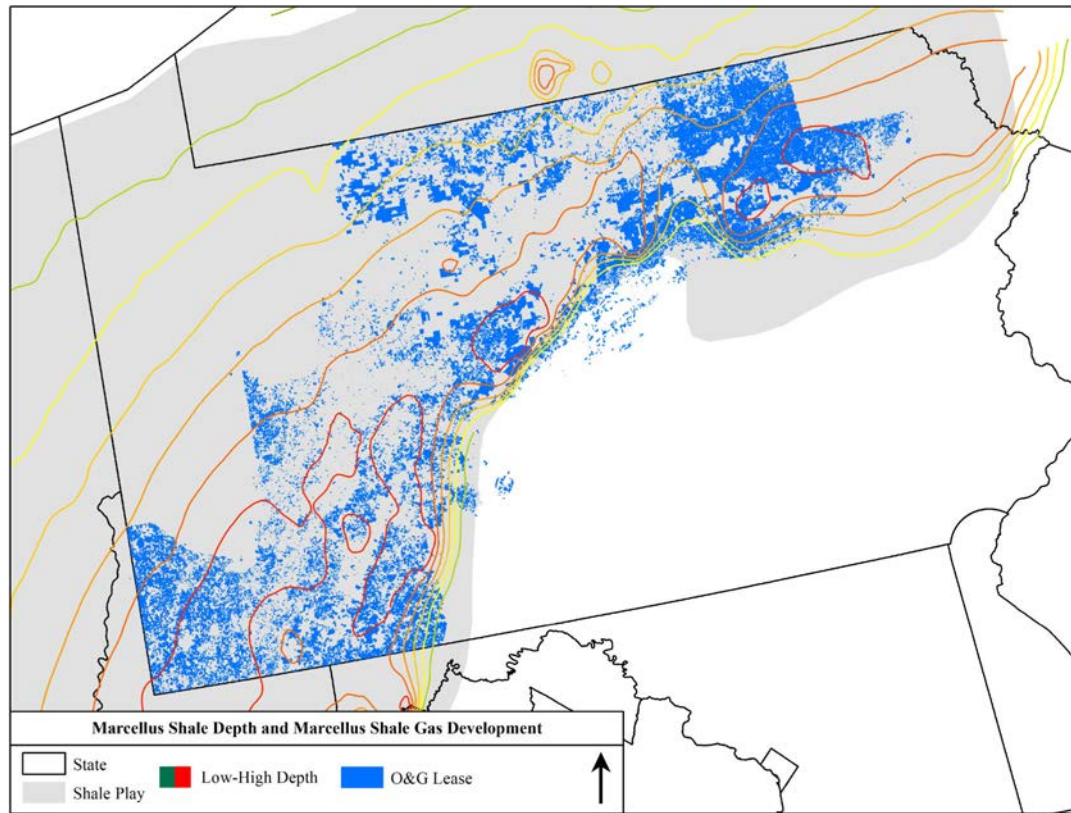 Marcellus Shale Depth and Marcellus Shale Gas Development
State
Low-High Depth
O&G Lease
Shale Play